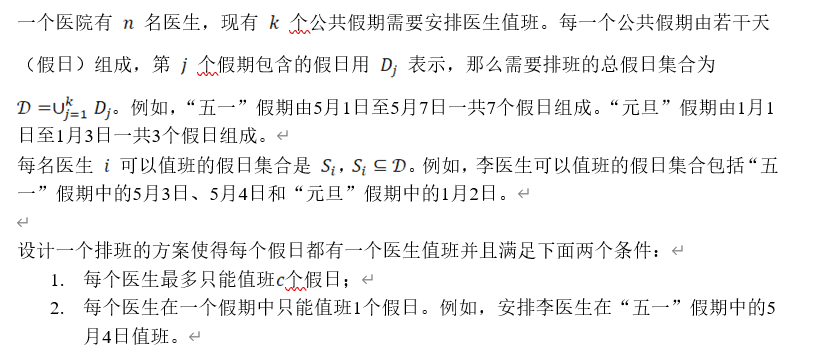 一个医院有 n 名医生，现有 k 个公共假期需要安排医生值班。每一个公共假期由若干天
（假日）组成，第 j 个假期包含的假日用 Dⱼ 表示，那么需要排班的总假日集合为
𝒟 =∪ᵏⱼ₌₁ Dⱼ。例如，“五一”假期由5月1日至5月7日一共7个假日组成。“元旦”假期由1月1
日至1月3日一共3个假日组成。↵
每名医生 i 可以值班的假日集合是 Sᵢ，Sᵢ ⊆ 𝒟。例如，李医生可以值班的假日集合包括“五
一”假期中的5月3日、5月4日和“元旦”假期中的1月2日。↵
↵
设计一个排班的方案使得每个假日都有一个医生值班并且满足下面两个条件：↵
1. 每个医生最多只能值班c个假日；↵
2. 每个医生在一个假期中只能值班1个假日。例如，安排李医生在“五一”假期中的5
月4日值班。↵